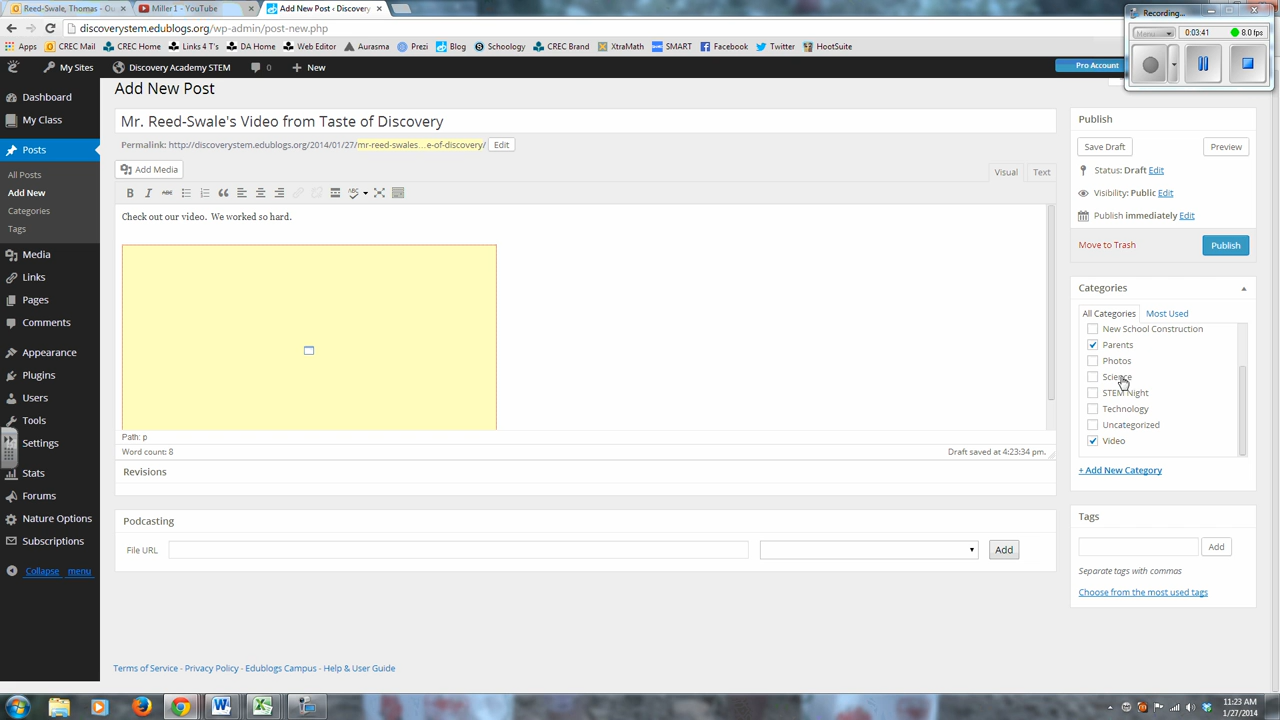 Reed-Swale, Thomas - Ou
Miller 1 - YouTube
Add New Post ‹ Discovery
Recording...
discoverystem.edublogs.org/wp-admin/post-new.php
Menu
0:03:41
8.0 fps
Apps
CREC Mail
CREC Home
Links 4 T's
DA Home
Web Editor
Aurasma
Prezi
Blog
Schoology
CREC Brand
XtraMath
SMART
Facebook
Twitter
HootSuite
My Sites
Discovery Academy STEM
0
New
Pro Account
Dashboard
My Class
Posts
All Posts
Add New
Categories
Tags
Media
Links
Pages
Comments
Appearance
Plugins
Users
Tools
Settings
Stats
Forums
Nature Options
Subscriptions
Collapse menu
Add New Post
Mr. Reed-Swale's Video from Taste of Discovery
Permalink: http://discoverystem.edublogs.org/2014/01/27/mr-reed-swales…e-of-discovery/ Edit
Add Media
Visual
Text
B I ABC
ABC
Check out our video. We worked so hard.
Path: p
Word count: 8
Draft saved at 4:23:34 pm.
Revisions
Podcasting
File URL
Add
Publish
Save Draft
Preview
Status: Draft Edit
Visibility: Public Edit
Publish immediately Edit
Move to Trash
Publish
Categories
All Categories
Most Used
New School Construction
Parents
Photos
Science
STEM Night
Technology
Uncategorized
Video
+ Add New Category
Tags
Add
Separate tags with commas
Choose from the most used tags
Terms of Service - Privacy Policy - Edublogs Campus - Help & User Guide
11:23 AM
1/27/2014